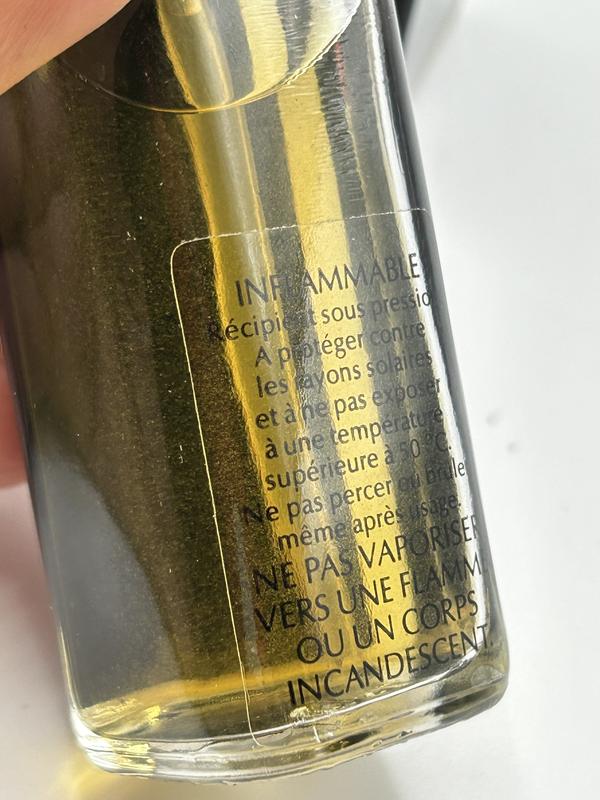 INFLAMMABLE
Récipient sous pression
A protéger contre
les rayons solaires
et à ne pas exposer
à une température
supérieure à 50 °C.
Ne pas percer ou brûler
même après usage.
NE PAS VAPORISER
VERS UNE FLAMME
OU UN CORPS
INCANDESCENT.